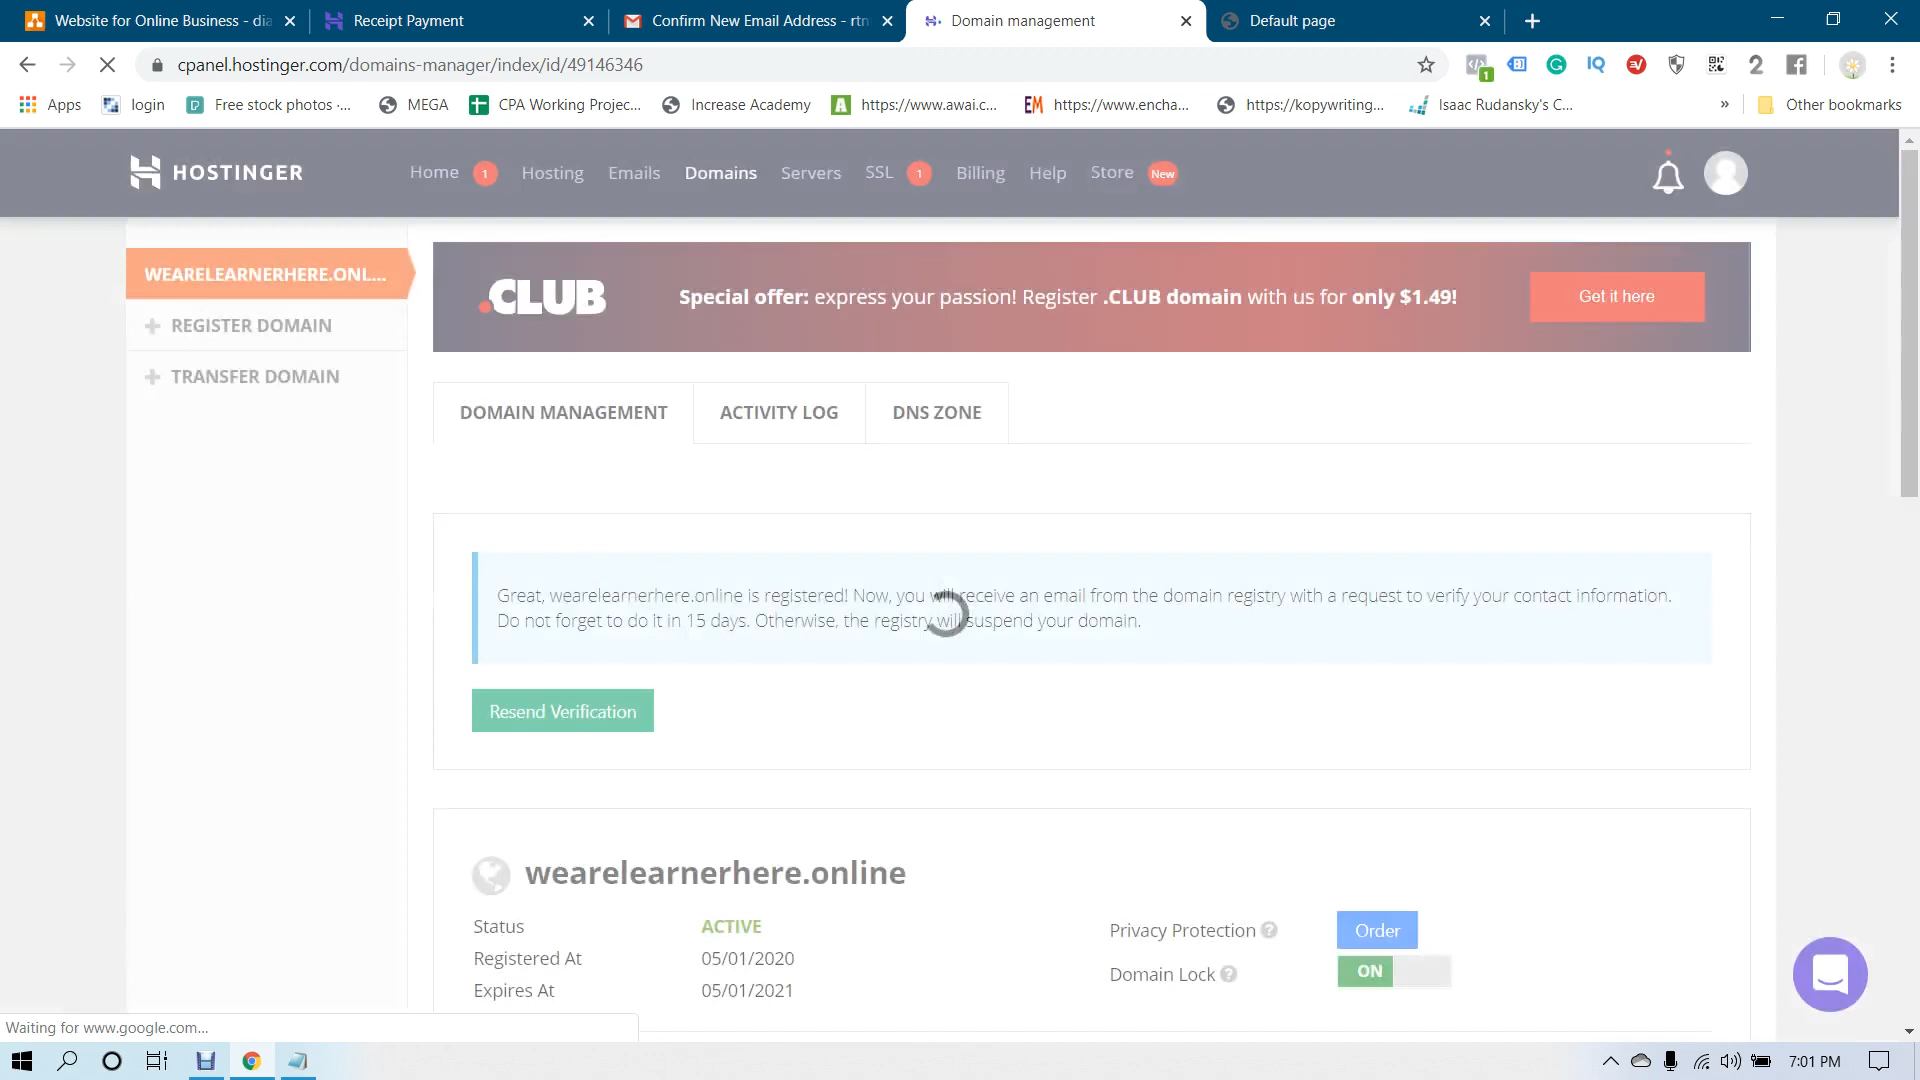 Website for Online Business - dia
Receipt Payment
Confirm New Email Address - rtn
Domain management
Default page
cpanel.hostinger.com/domains-manager/index/id/49146346
1
Apps
login
Free stock photos -...
MEGA
CPA Working Projec...
Increase Academy
https://www.awai.c...
https://www.encha...
https://kopywriting...
Isaac Rudansky's C...
»
Other bookmarks
HOSTINGER
Home 1
Hosting
Emails
Domains
Servers
SSL 1
Billing
Help
Store New
WEARELEARNERHERE.ONL...
REGISTER DOMAIN
TRANSFER DOMAIN
.CLUB
Special offer: express your passion! Register .CLUB domain with us for only $1.49!
Get it here
DOMAIN MANAGEMENT
ACTIVITY LOG
DNS ZONE
Great, wearelearnerhere.online is registered! Now, you will receive an email from the domain registry with a request to verify your contact information.
Do not forget to do it in 15 days. Otherwise, the registry will suspend your domain.
Resend Verification
wearelearnerhere.online
Status ACTIVE
Registered At 05/01/2020
Expires At 05/01/2021
Privacy Protection ? Order
Domain Lock ? ON
Waiting for www.google.com...
7:01 PM